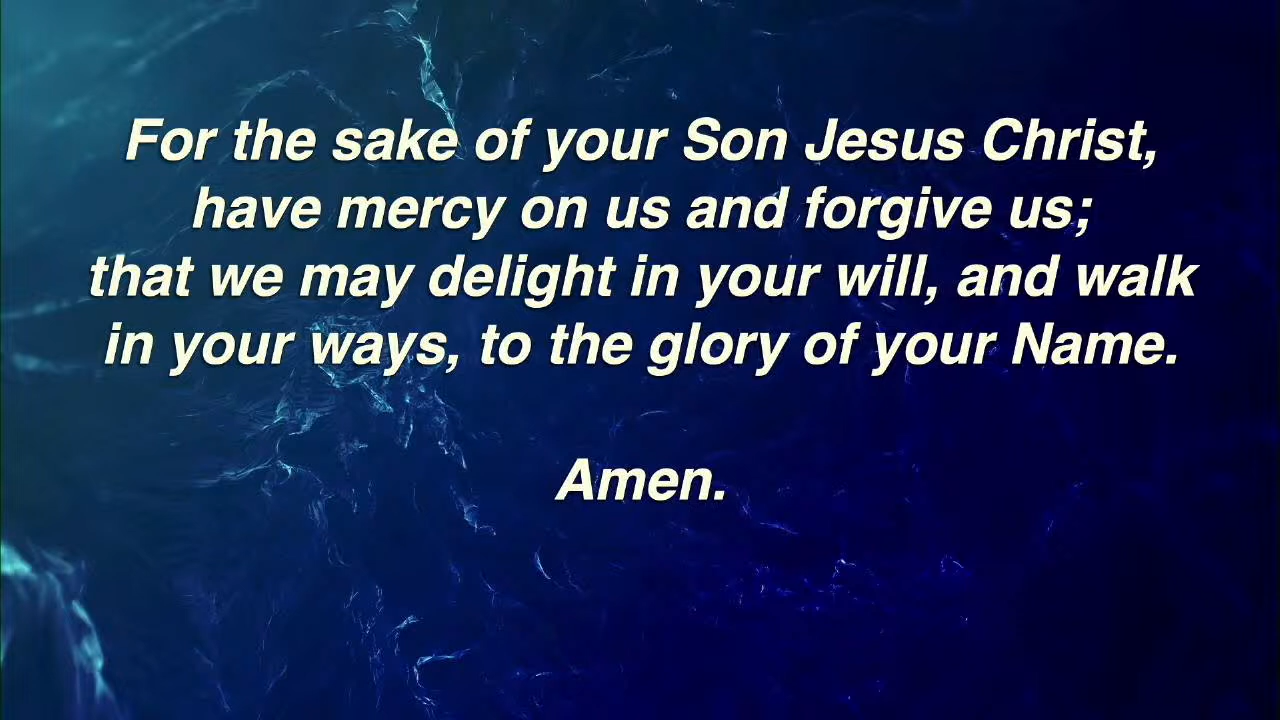 For the sake of your Son Jesus Christ,
have mercy on us and forgive us;
that we may delight in your will, and walk
in your ways, to the glory of your Name.
Amen.